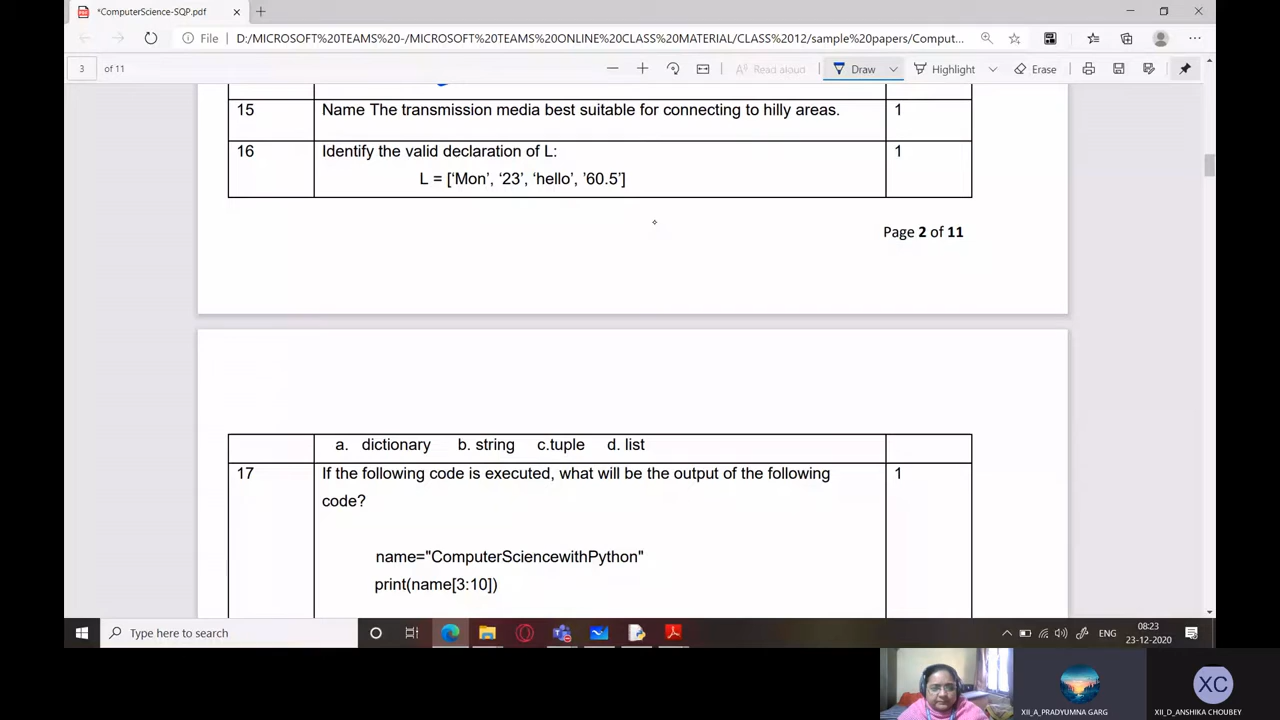 *ComputerScience-SQP.pdf
File
D:/MICROSOFT%20TEAMS%20-/MICROSOFT%20TEAMS%20ONLINE%20CLASS%20MATERIAL/CLASS%2012/sample%20papers/Comput...
3 of 11
Read aloud
Draw
Highlight
Erase
15 Name The transmission media best suitable for connecting to hilly areas. 1
16 Identify the valid declaration of L: 1
L = [‘Mon’, ‘23’, ‘hello’, ’60.5’]
Page 2 of 11
a. dictionary b. string c.tuple d. list
17 If the following code is executed, what will be the output of the following 1
code?
name="ComputerSciencewithPython"
print(name[3:10])
Type here to search
ENG
08:23
23-12-2020
XC
XII_A_PRADYUMNA GARG
XII_D_ANSHIKA CHOUBEY